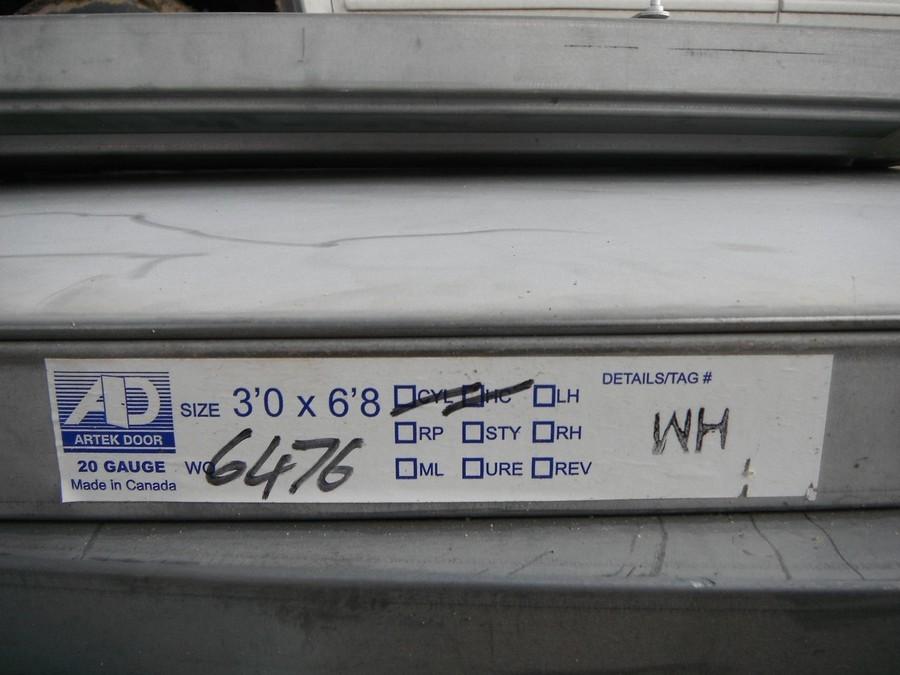 AD
ARTEK DOOR
20 GAUGE
Made in Canada
SIZE 3'0 x 6'8
WO 6476
CYL HC LH
RP STY RH
ML URE REV
DETAILS/TAG #
WH